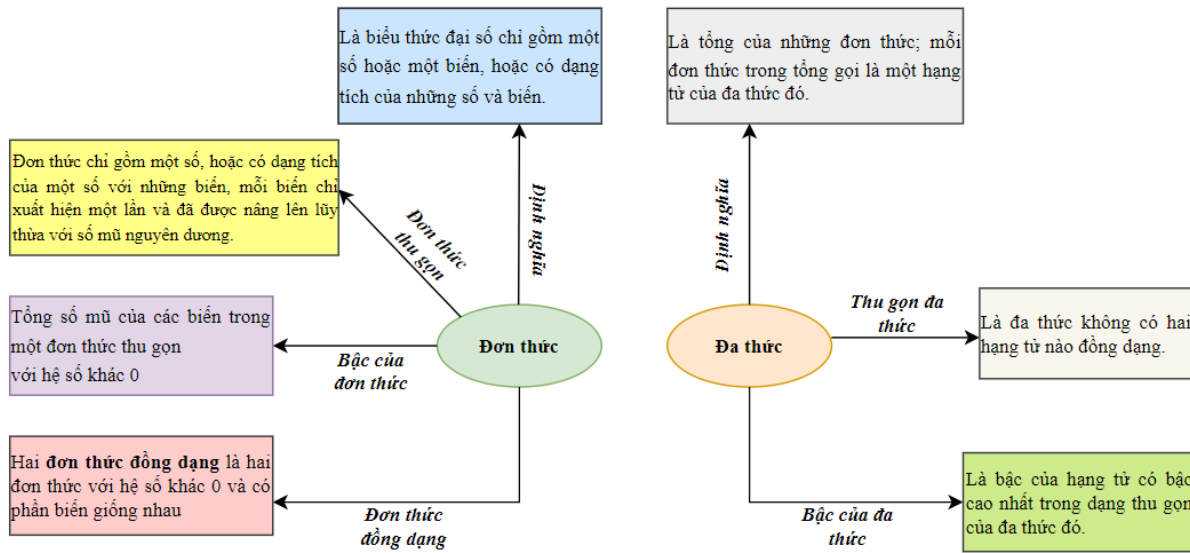 Là biểu thức đại số chỉ gồm một
số hoặc một biến, hoặc có dạng
tích của những số và biến.
Là tổng của những đơn thức; mỗi
đơn thức trong tổng gọi là một hạng
tử của đa thức đó.
Đơn thức chỉ gồm một số, hoặc có dạng tích
của một số với những biến, mỗi biến chỉ
xuất hiện một lần và đã được nâng lên lũy
thừa với số mũ nguyên dương.
Đơn thức
thu gọn
Định nghĩa
Định nghĩa
Tổng số mũ của các biến trong
một đơn thức thu gọn
với hệ số khác 0
Bậc của
đơn thức
Đơn thức
Đa thức
Thu gọn đa
thức
Là đa thức không có hai
hạng tử nào đồng dạng.
Hai đơn thức đồng dạng là hai
đơn thức với hệ số khác 0 và có
phần biến giống nhau
Đơn thức
đồng dạng
Bậc của đa
thức
Là bậc của hạng tử có bậc
cao nhất trong dạng thu gọn
của đa thức đó.